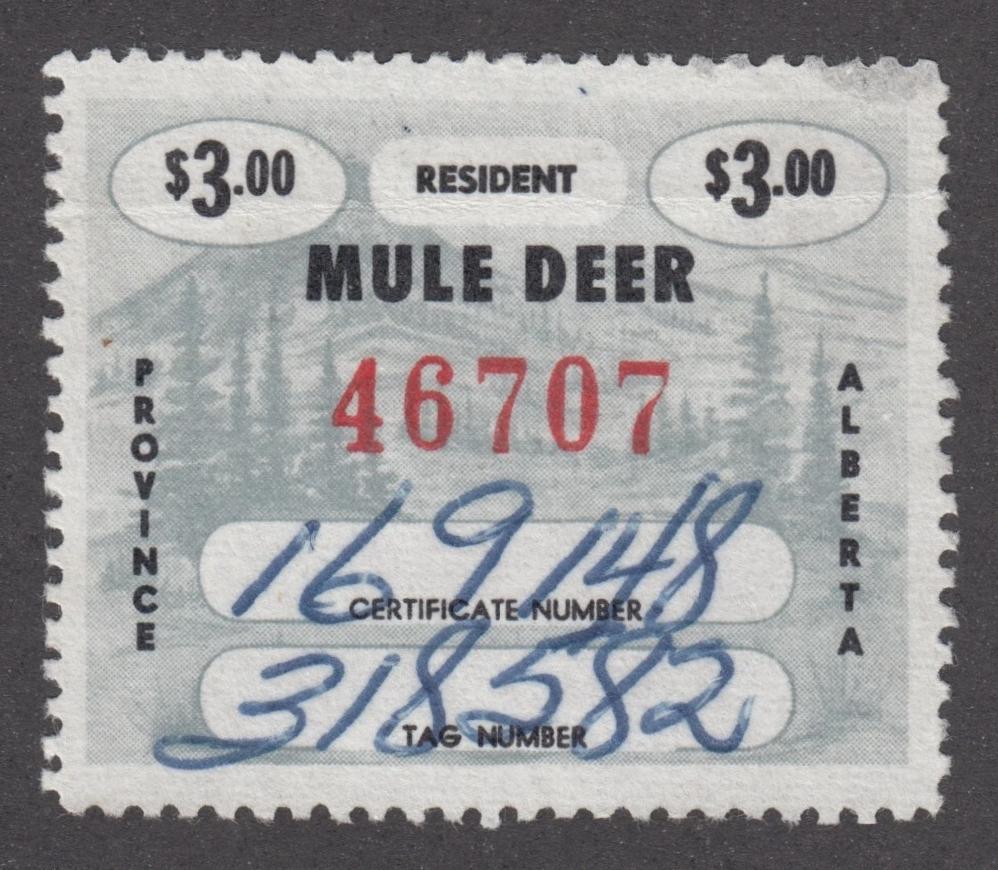 $3.00 RESIDENT $3.00
MULE DEER
46707
PROVINCE
ALBERTA
169148
CERTIFICATE NUMBER
318582
TAG NUMBER